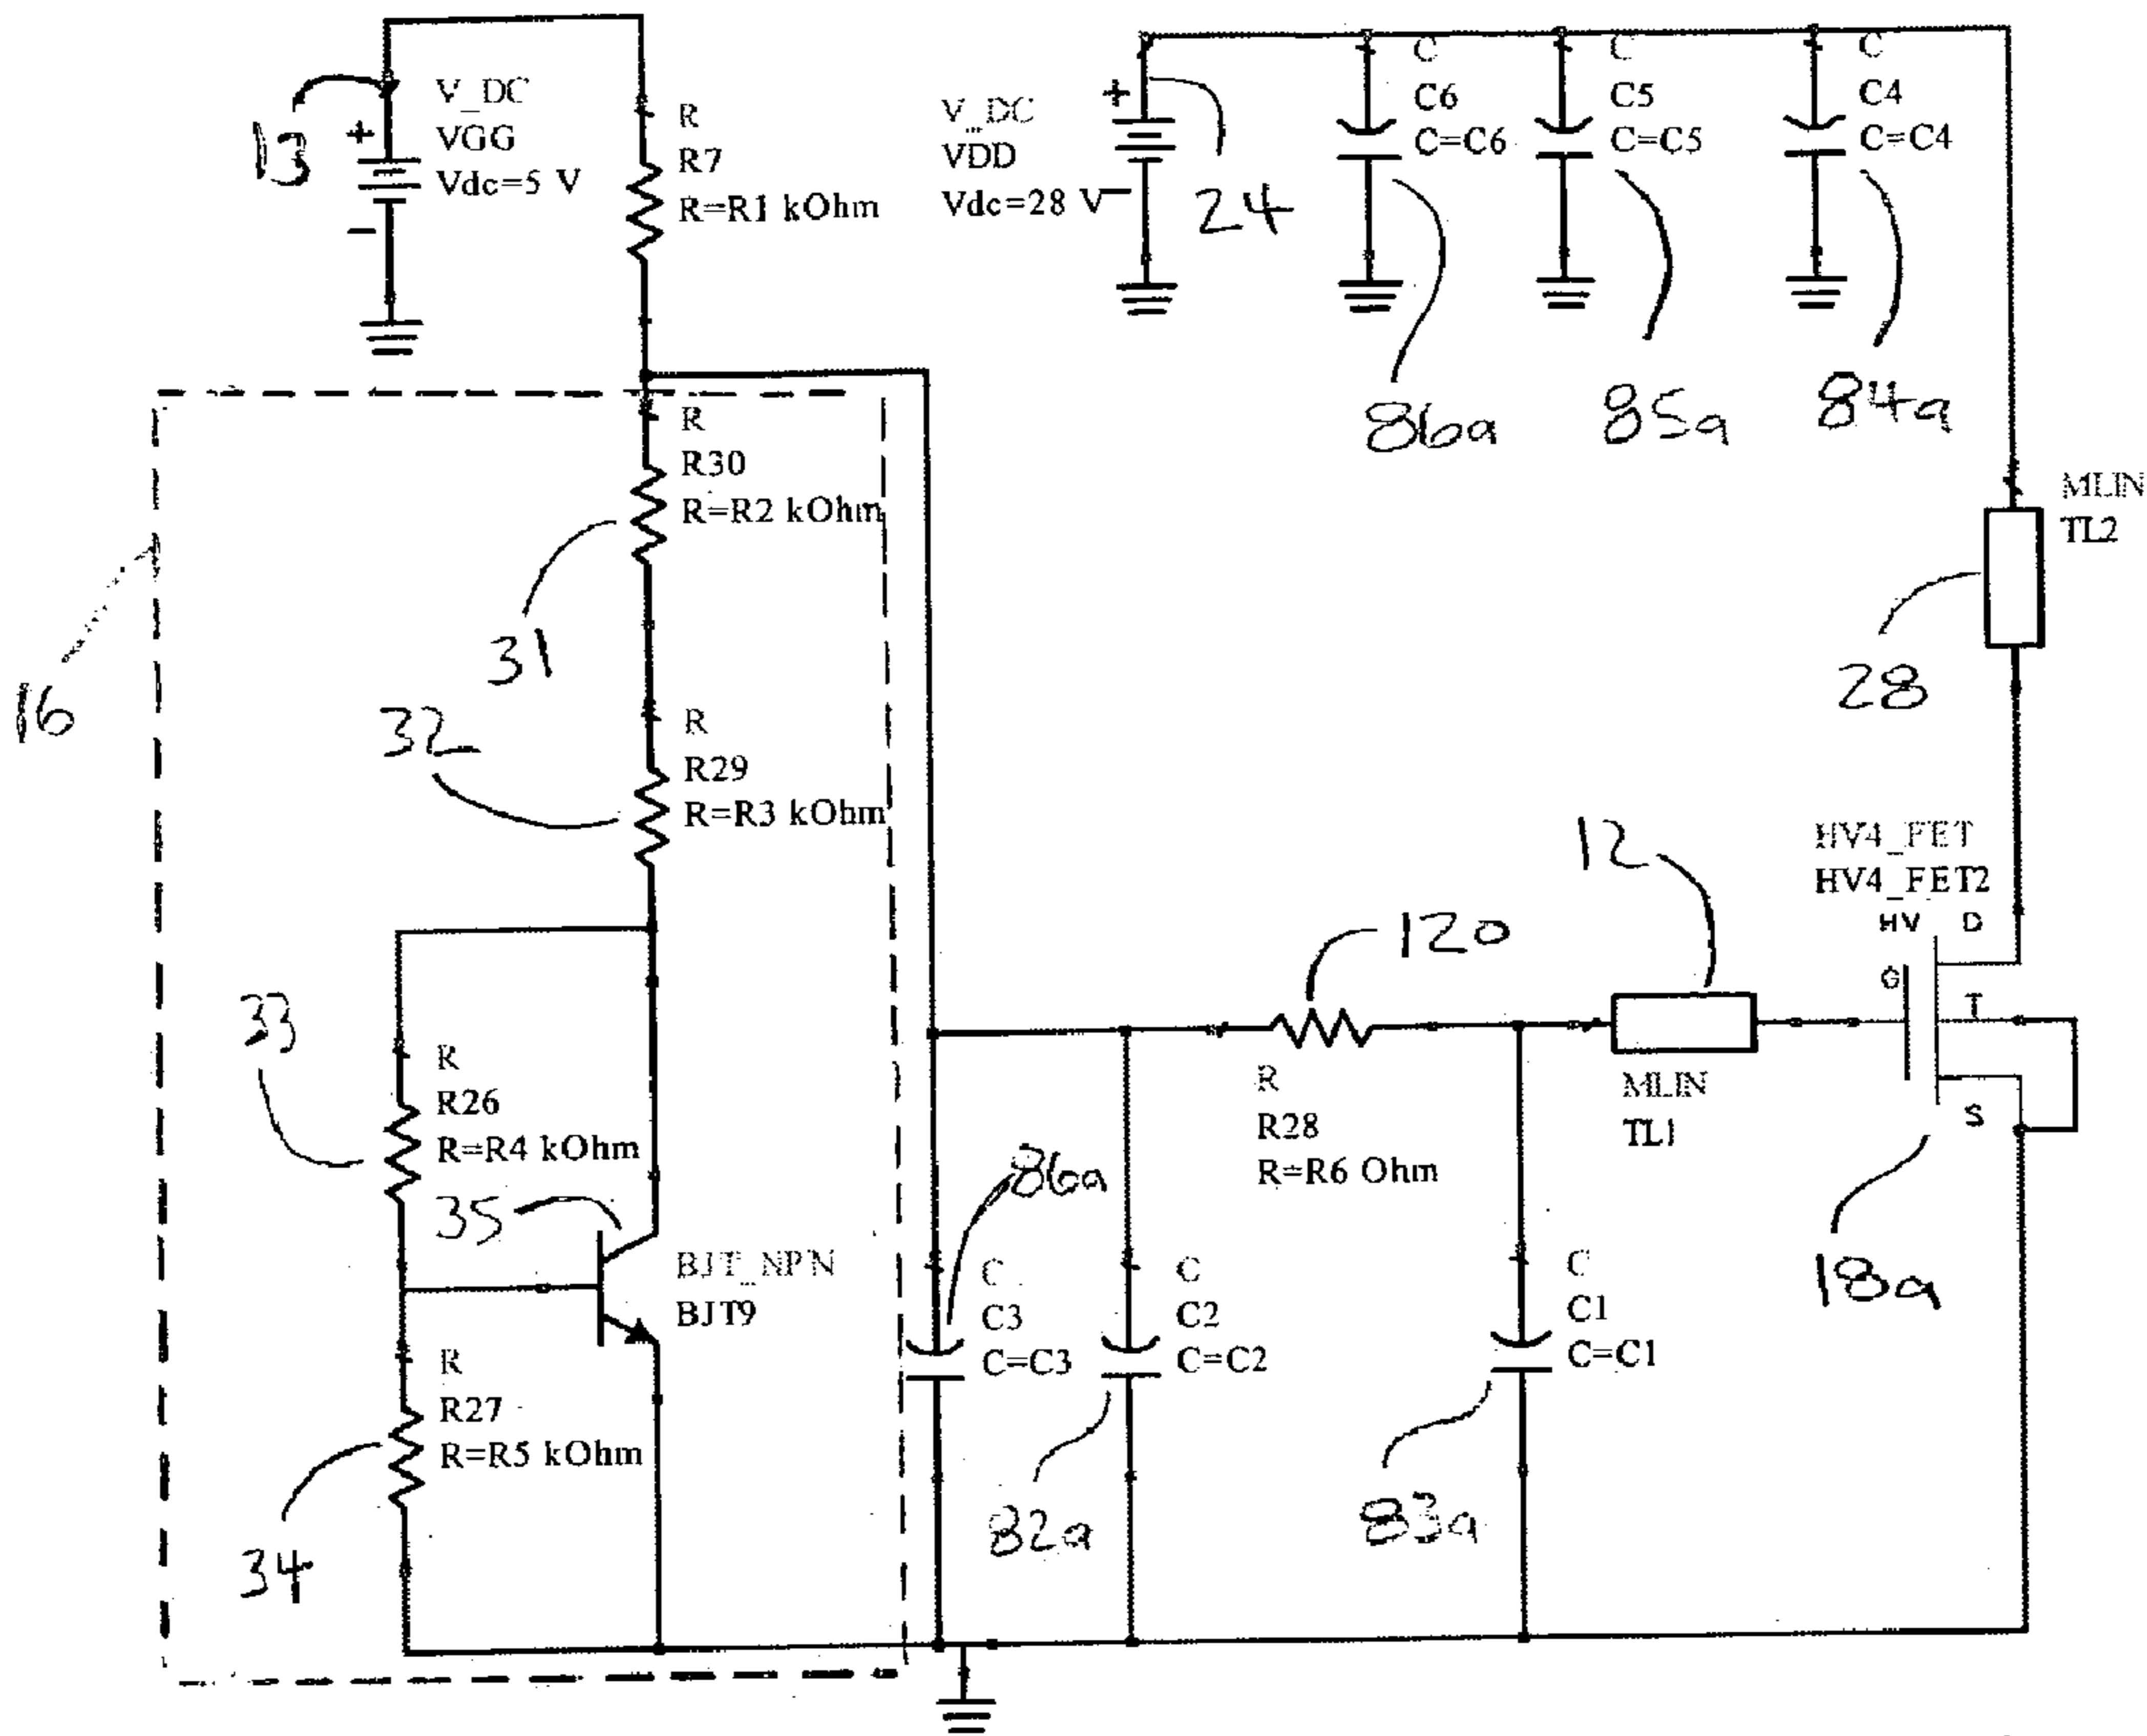 13
V_DC
VGG
Vdc=5 V
+
-
R
R7
R=R1 kOhm
V_DC
VDD
Vdc=28 V
+
-
24
C
C6
C=C6
86a
C
C5
C=C5
85a
C
C4
C=C4
84a
16
R
R30
R=R2 kOhm
31
MLIN
TL2
28
32
R
R29
R=R3 kOhm
HV4_FET
HV4_FET2
HV D
G
T
S
18a
12
120
33
R
R26
R=R4 kOhm
R
R28
R=R6 Ohm
MLIN
TL1
35
BJT_NPN
BJT9
86a
C
C3
C=C3
C
C2
C=C2
C
C1
C=C1
R
R27
R=R5 kOhm
34
82a
83a